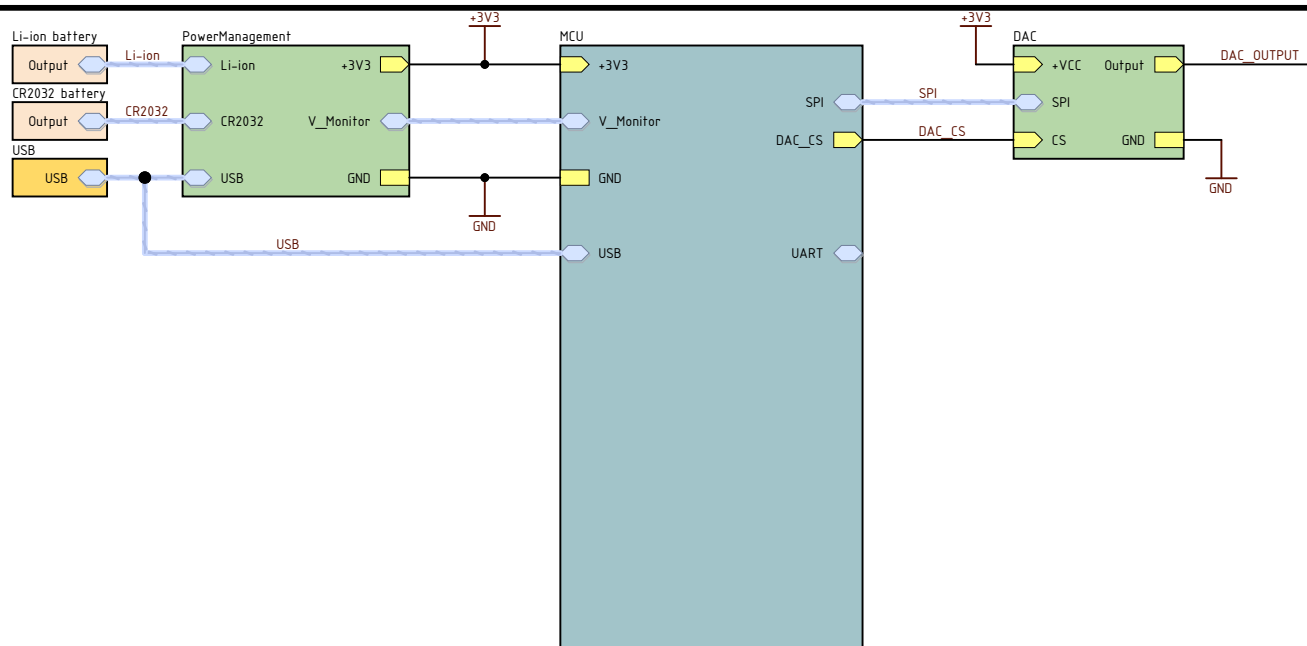 +3V3
+3V3
Li-ion battery
PowerManagement
MCU
DAC
Output
Li-ion
Li-ion
+3V3
+3V3
+VCC
Output
DAC_OUTPUT
CR2032 battery
SPI
SPI
SPI
Output
CR2032
CR2032
V_Monitor
V_Monitor
DAC_CS
DAC_CS
CS
GND
USB
USB
USB
GND
GND
GND
GND
USB
USB
UART